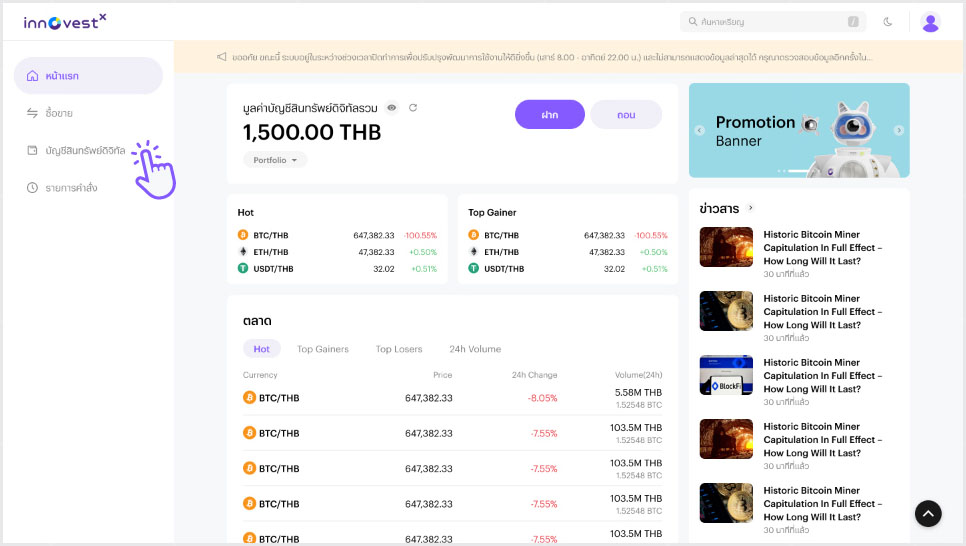 innovestx
ค้นหาเหรียญ
/
หน้าแรก
ซื้อขาย
บัญชีสินทรัพย์ดิจิทัล
รายการคำสั่ง
ขออภัย ขณะนี้ ระบบอยู่ในระหว่างช่วงเวลาปิดทำการเพื่อปรับปรุงพัฒนาการใช้งานให้ดียิ่งขึ้น (เสาร์ 8.00 - อาทิตย์ 22.00 น.) และไม่สามารถแสดงข้อมูลล่าสุดได้ กรุณาตรวจสอบข้อมูลอีกครั้งใน...
มูลค่าบัญชีสินทรัพย์ดิจิทัลรวม
1,500.00 THB
Portfolio
ฝาก
ถอน
Promotion
Banner
Hot
BTC/THB 647,382.33 -100.55%
ETH/THB 47,382.33 +0.50%
USDT/THB 32.02 +0.51%
Top Gainer
BTC/THB 647,382.33 -100.55%
ETH/THB 47,382.33 +0.50%
USDT/THB 32.02 +0.51%
ตลาด
Hot Top Gainers Top Losers 24h Volume
Currency Price 24h Change Volume(24h)
BTC/THB 647,382.33 -8.05% 5.58M THB
1.52548 BTC
BTC/THB 647,382.33 -7.55% 103.5M THB
1.52548 BTC
BTC/THB 647,382.33 -7.55% 103.5M THB
1.52548 BTC
BTC/THB 647,382.33 -7.55% 103.5M THB
1.52548 BTC
BTC/THB 647,382.33 -7.55% 103.5M THB
ข่าวสาร
Historic Bitcoin Miner
Capitulation In Full Effect –
How Long Will It Last?
30 นาทีที่แล้ว
Historic Bitcoin Miner
Capitulation In Full Effect –
How Long Will It Last?
30 นาทีที่แล้ว
BlockFi
Historic Bitcoin Miner
Capitulation In Full Effect –
How Long Will It Last?
30 นาทีที่แล้ว
Historic Bitcoin Miner
Capitulation In Full Effect –
How Long Will It Last?
30 นาทีที่แล้ว
Historic Bitcoin Miner
Capitulation In Full Effect –
How Long Will It Last?
30 นาทีที่แล้ว